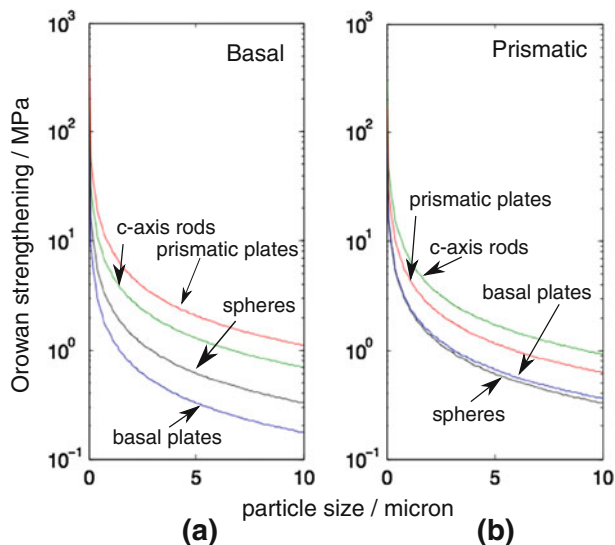 Orowan strengthening / MPa
10³
10²
10¹
10⁰
10⁻¹
Basal
c-axis rods
prismatic plates
spheres
basal plates
0
5
10
(a)
10³
10²
10¹
10⁰
10⁻¹
Prismatic
prismatic plates
c-axis rods
basal plates
spheres
0
5
10
particle size / micron
(b)